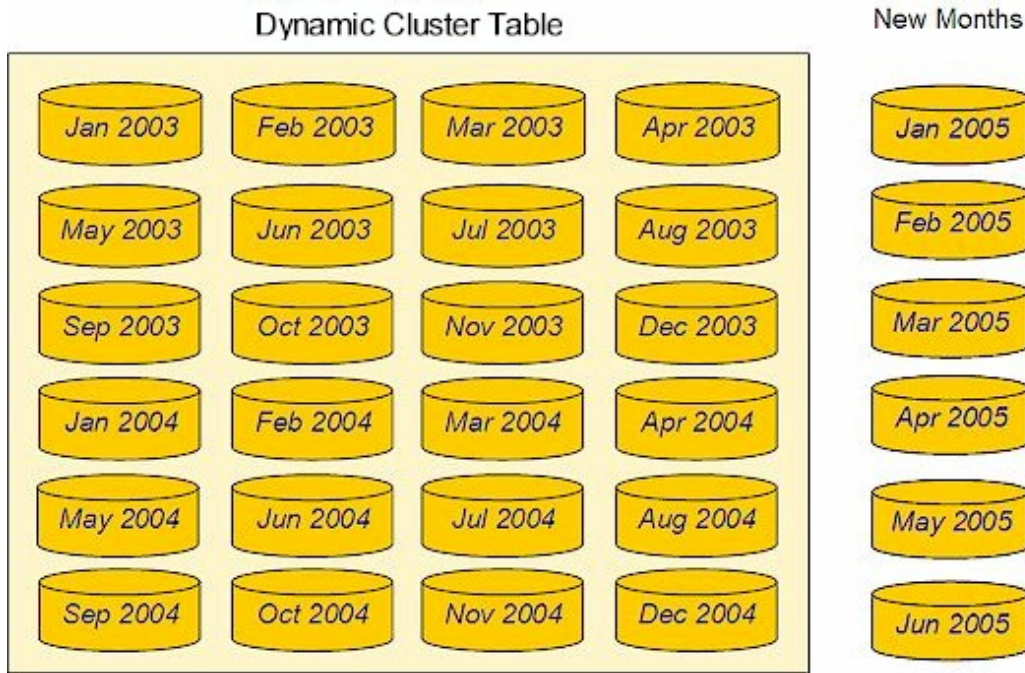 Dynamic Cluster Table
New Months
Jan 2003
Feb 2003
Mar 2003
Apr 2003
Jan 2005
May 2003
Jun 2003
Jul 2003
Aug 2003
Feb 2005
Sep 2003
Oct 2003
Nov 2003
Dec 2003
Mar 2005
Jan 2004
Feb 2004
Mar 2004
Apr 2004
Apr 2005
May 2004
Jun 2004
Jul 2004
Aug 2004
May 2005
Sep 2004
Oct 2004
Nov 2004
Dec 2004
Jun 2005